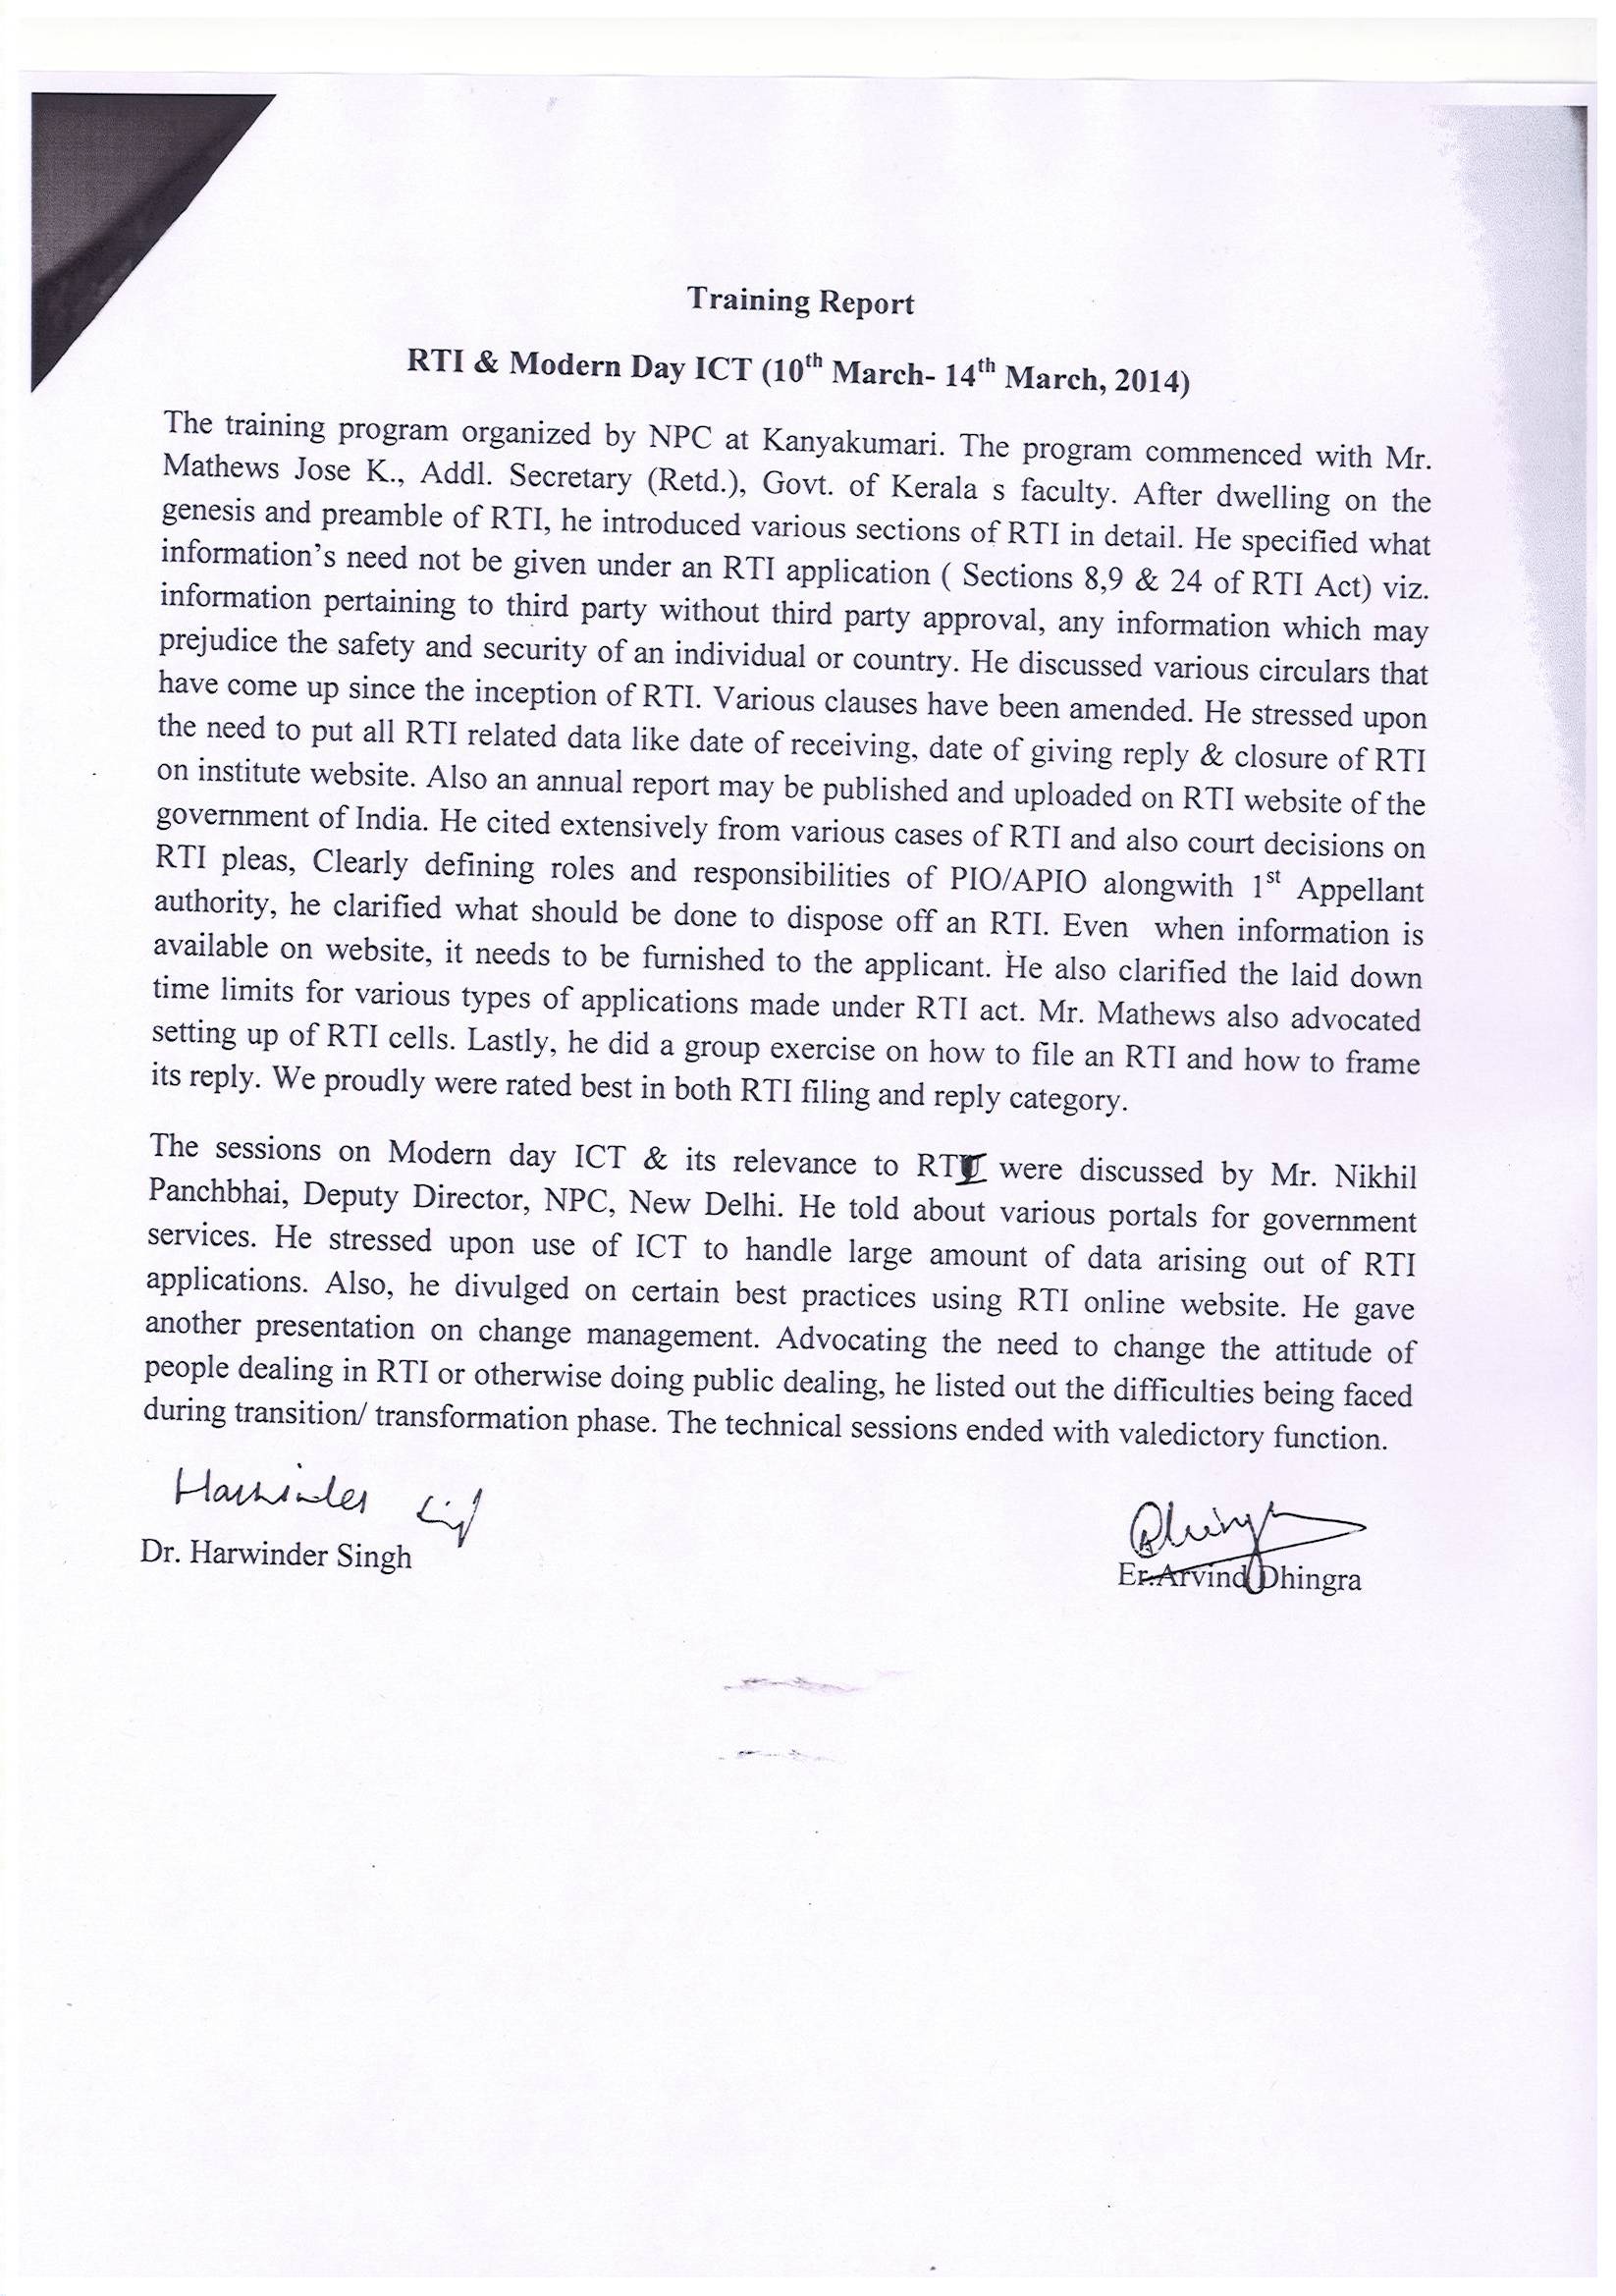 Training Report
RTI & Modern Day ICT (10th March- 14th March, 2014)
The training program organized by NPC at Kanyakumari. The program commenced with Mr.
Mathews Jose K., Addl. Secretary (Retd.), Govt. of Kerala s faculty. After dwelling on the
genesis and preamble of RTI, he introduced various sections of RTI in detail. He specified what
information's need not be given under an RTI application ( Sections 8,9 & 24 of RTI Act) viz.
information pertaining to third party without third party approval, any information which may
prejudice the safety and security of an individual or country. He discussed various circulars that
have come up since the inception of RTI. Various clauses have been amended. He stressed upon
the need to put all RTI related data like date of receiving, date of giving reply & closure of RTI
on institute website. Also an annual report may be published and uploaded on RTI website of the
government of India. He cited extensively from various cases of RTI and also court decisions on
RTI pleas, Clearly defining roles and responsibilities of PIO/APIO alongwith 1st Appellant
authority, he clarified what should be done to dispose off an RTI. Even when information is
available on website, it needs to be furnished to the applicant. He also clarified the laid down
time limits for various types of applications made under RTI act. Mr. Mathews also advocated
setting up of RTI cells. Lastly, he did a group exercise on how to file an RTI and how to frame
its reply. We proudly were rated best in both RTI filing and reply category.
The sessions on Modern day ICT & its relevance to RTI were discussed by Mr. Nikhil
Panchbhai, Deputy Director, NPC, New Delhi. He told about various portals for government
services. He stressed upon use of ICT to handle large amount of data arising out of RTI
applications. Also, he divulged on certain best practices using RTI online website. He gave
another presentation on change management. Advocating the need to change the attitude of
people dealing in RTI or otherwise doing public dealing, he listed out the difficulties being faced
during transition/ transformation phase. The technical sessions ended with valedictory function.
Harwinder Singh
Dhingra
Dr. Harwinder Singh
Er.Arvind Dhingra